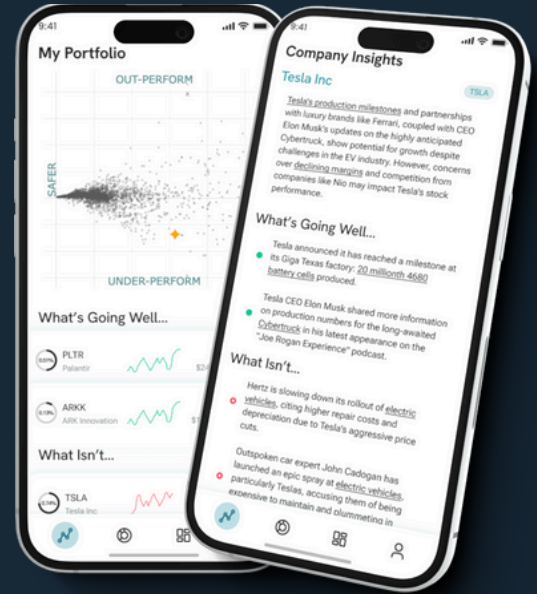 9:41
My Portfolio
OUT-PERFORM
SAFER
UNDER-PERFORM
What's Going Well...
PLTR
Palantir
ARKK
ARK Innovation
What Isn't...
TSLA
Tesla Inc
9:41
Company Insights
Tesla Inc
TSLA
Tesla's production milestones and partnerships
with luxury brands like Ferrari, coupled with CEO
Elon Musk's updates on the highly anticipated
Cybertruck, show potential for growth despite
challenges in the EV industry. However, concerns
over declining margins and competition from
companies like Nio may impact Tesla's stock
performance.
What's Going Well...
Tesla announced it has reached a milestone at
its Giga Texas factory: 20 millionth 4680
battery cells produced.
Tesla CEO Elon Musk shared more information
on production numbers for the long-awaited
Cybertruck in his latest appearance on the
"Joe Rogan Experience" podcast.
What Isn't...
Hertz is slowing down its rollout of electric
vehicles, citing higher repair costs and
depreciation due to Tesla's aggressive price
cuts.
Outspoken car expert John Cadogan has
launched an epic spray at electric vehicles,
particularly Teslas, accusing them of being
expensive to maintain and plummeting in